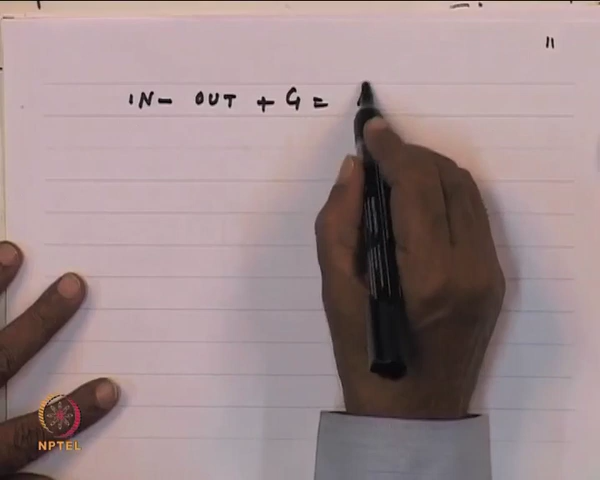 11
IN - OUT + G =
NPTEL